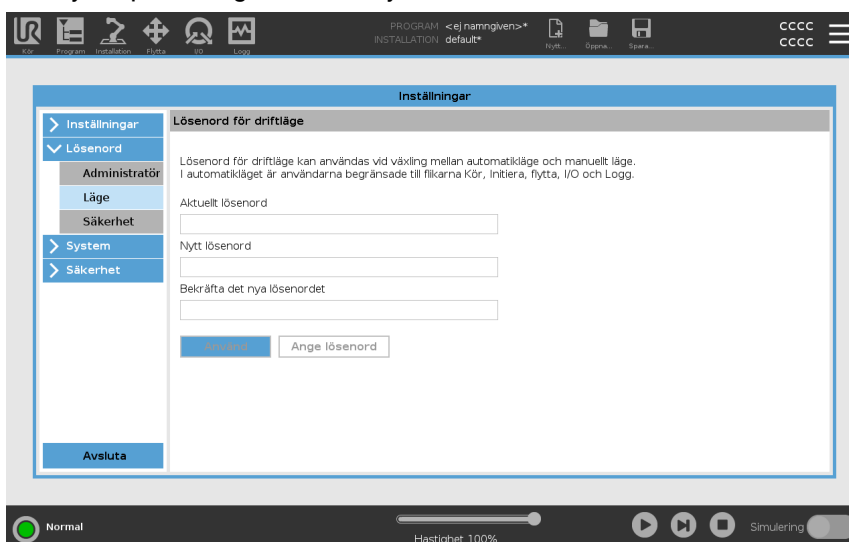 PROGRAM <ej namngiven>*
INSTALLATION default*
CCCC
CCCC
Kör Program Installation Flytta I/O Logg Nytt... Öppna... Spara...
Inställningar
Inställningar
Lösenord
Administratör
Läge
Säkerhet
System
Säkerhet
Avsluta
Lösenord för driftläge
Lösenord för driftläge kan användas vid växling mellan automatikläge och manuellt läge.
I automatikläget är användarna begränsade till flikarna Kör, Initiera, flytta, I/O och Logg.
Aktuellt lösenord
Nytt lösenord
Bekräfta det nya lösenordet
Använd Ange lösenord
Normal
Hastighet 100%
Simulering